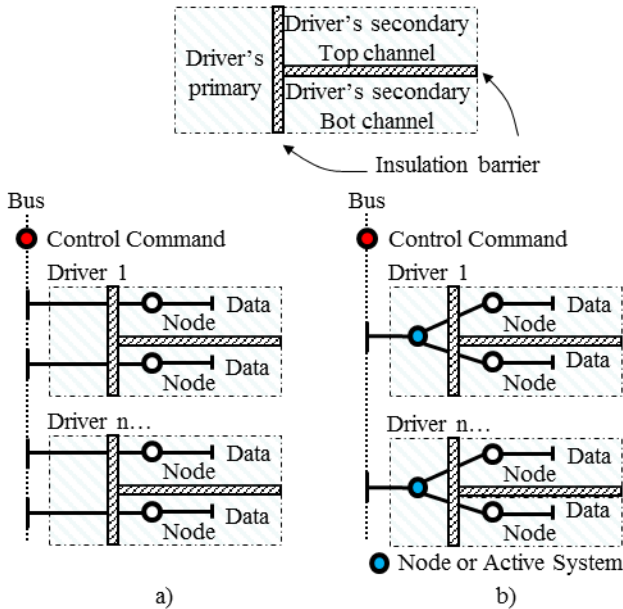 Driver's primary
Driver's secondary
Top channel
Driver's secondary
Bot channel
Insulation barrier
Bus
Control Command
Driver 1
Data
Node
Data
Node
Driver n...
Data
Node
Data
Node
a)
Bus
Control Command
Driver 1
Data
Node
Data
Node
Driver n...
Data
Node
Data
Node
Node or Active System
b)